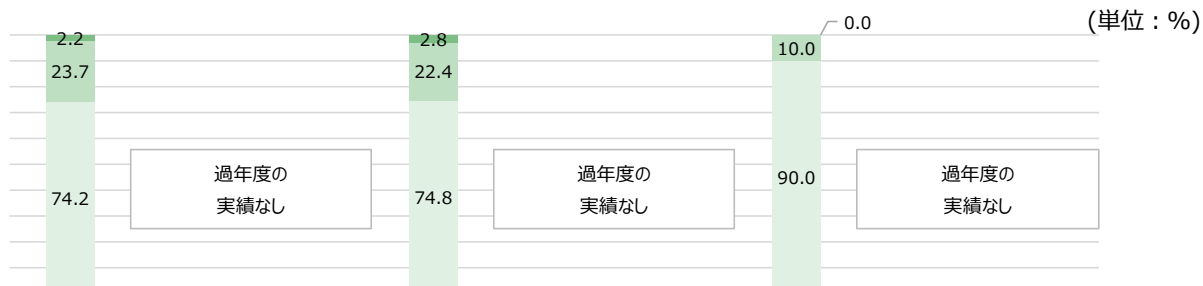 (単位：%)
0.0
2.2
2.8
10.0
23.7
22.4
過年度の
実績なし
過年度の
実績なし
過年度の
実績なし
74.2
74.8
90.0